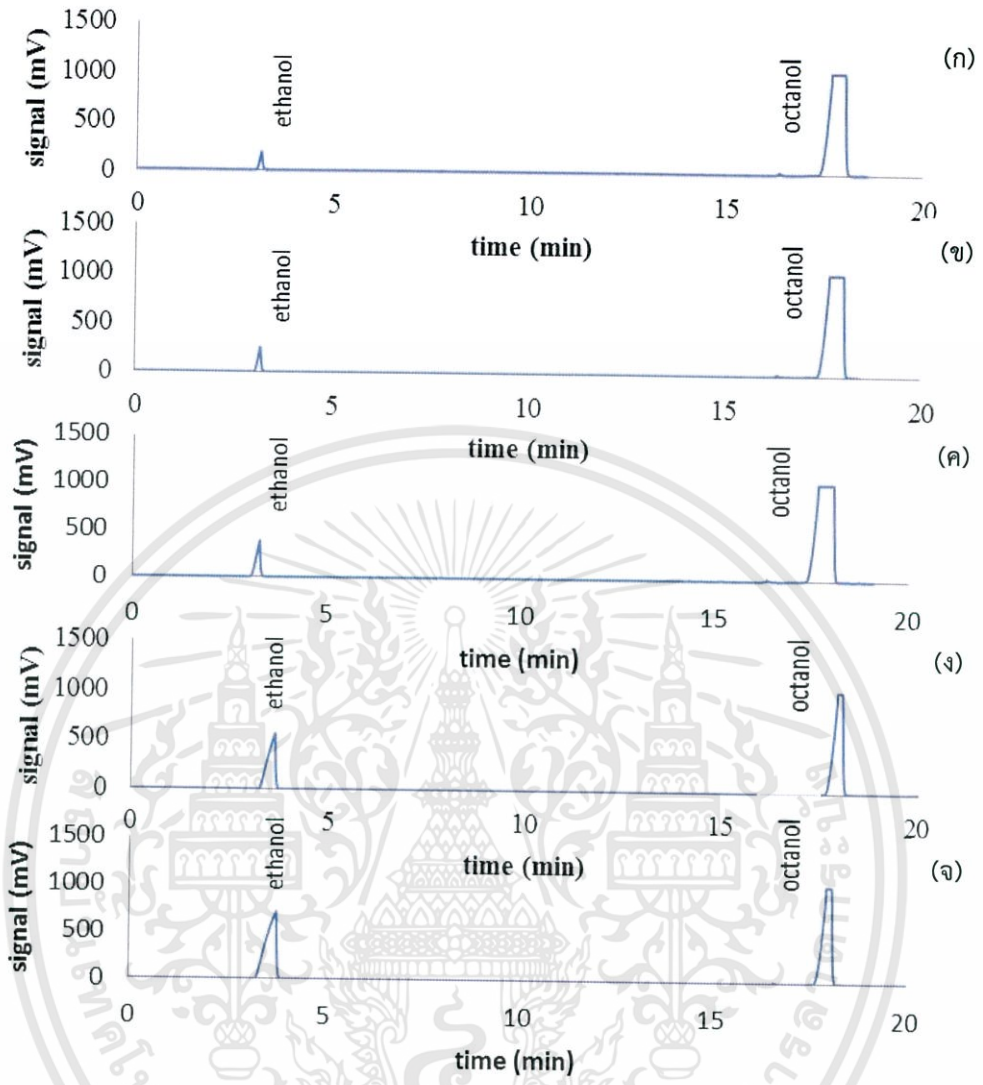 1500
1000
500
0
signal (mV)
ethanol
octanol
(ก)
0 5 10 15 20
time (min)
1500
1000
500
0
signal (mV)
ethanol
octanol
(ข)
0 5 10 15 20
time (min)
1500
1000
500
0
signal (mV)
ethanol
octanol
(ค)
0 5 10 15 20
time (min)
1500
1000
500
0
signal (mV)
ethanol
octanol
(ง)
0 5 10 15 20
time (min)
1500
1000
500
0
signal (mV)
ethanol
octanol
(จ)
0 5 10 15 20
time (min)